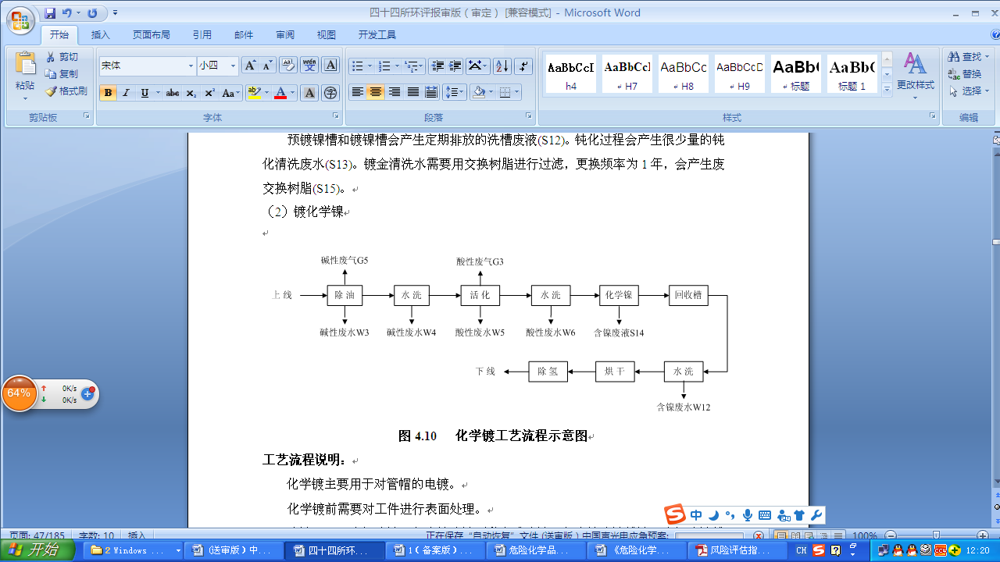 四十四所环评报审版（审定） [兼容模式] - Microsoft Word
开始 插入 页面布局 引用 邮件 审阅 视图 开发工具
粘贴 剪切
复制
格式刷
宋体 小四
AaBbCcI AaBbCcI AaBbCc AaBbCcD AaBb( AaBb(
h4 H7 H8 H9 标题 标题 1
更改样式
查找
替换
选择
剪贴板 字体 段落 样式 编辑
预镀镍槽和镀镍槽会产生定期排放的洗槽废液(S12)。钝化过程会产生很少量的钝
化清洗废水(S13)。镀金清洗水需要用交换树脂进行过滤，更换频率为 1 年，会产生废
交换树脂(S15)。
（2）镀化学镍
碱性废气G5 酸性废气G3
上 线 除 油 水 洗 活 化 水 洗 化学镍 回收槽
碱性废水W3 碱性废水W4 酸性废水W5 酸性废水W6 含镍废液S14
下 线 除 氢 烘 干 水 洗
含镍废水W12
图 4.10 化学镀工艺流程示意图
工艺流程说明：
化学镀主要用于对管帽的电镀。
化学镀前需要对工件进行表面处理。
64% 0K/s
0K/s
中
页面: 47/185 字数: 10 插入 正在保存“自动恢复”文件(送审版)中国声光电应急预案: 100%
开始 2 Windows ... (送审版)中... 四十四所环... 1(备案版)... 危险化学品... 《危险化学... 风险评估指... CH 12:20